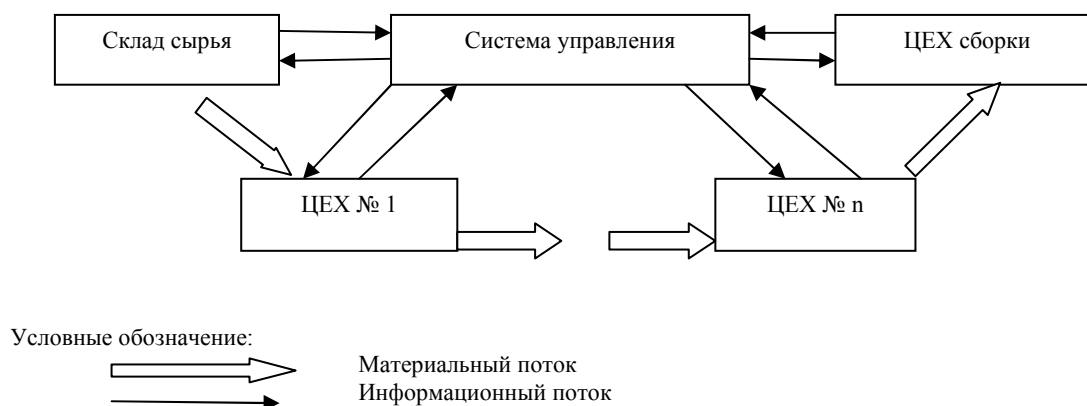 Склад сырья
Система управления
ЦЕХ сборки
ЦЕХ № 1
ЦЕХ № n
Условные обозначение:
Материальный поток
Информационный поток